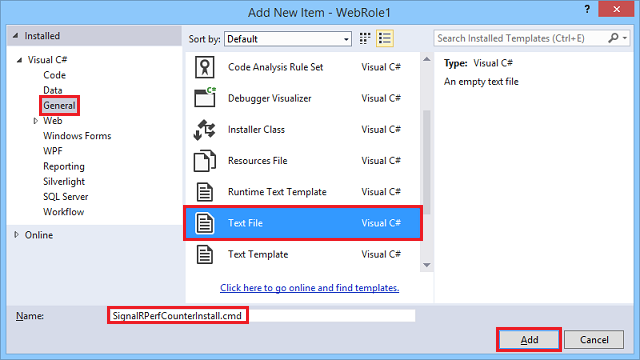 Add New Item - WebRole1
Installed
Sort by: Default
Search Installed Templates (Ctrl+E)
Visual C#
Code
Data
General
Web
Windows Forms
WPF
Reporting
Silverlight
SQL Server
Workflow
Online
Code Analysis Rule Set Visual C#
Debugger Visualizer Visual C#
Installer Class Visual C#
Resources File Visual C#
Runtime Text Template Visual C#
Text File Visual C#
Text Template Visual C#
Click here to go online and find templates.
Type: Visual C#
An empty text file
Name: SignalRPerfCounterInstall.cmd
Add Cancel